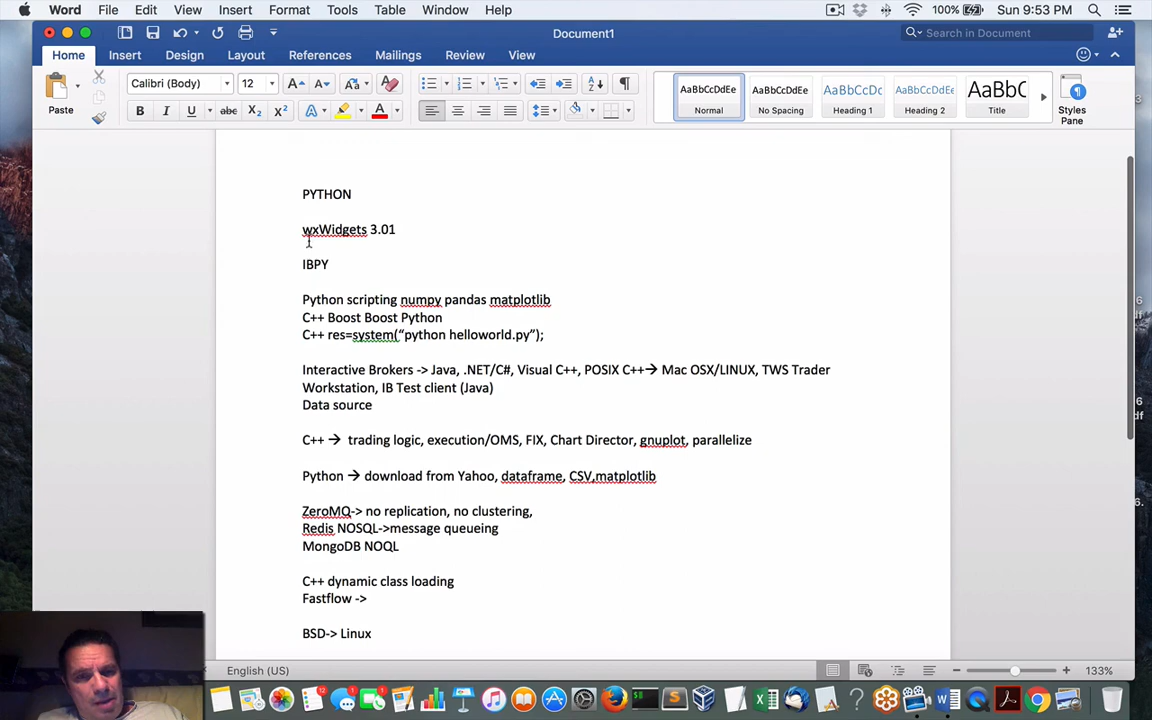 Word File Edit View Insert Format Tools Table Window Help 100% Sun 9:53 PM
Document1
Search in Document
Home Insert Design Layout References Mailings Review View
Paste
Calibri (Body) 12
AaBbCcDdEe AaBbCcDdEe AaBbCcDc AaBbCcDdEe AaBbC
Normal No Spacing Heading 1 Heading 2 Title
Styles
Pane
PYTHON
wxWidgets 3.01
IBPY
Python scripting numpy pandas matplotlib
C++ Boost Boost Python
C++ res=system(“python helloworld.py”);
Interactive Brokers -> Java, .NET/C#, Visual C++, POSIX C++→ Mac OSX/LINUX, TWS Trader
Workstation, IB Test client (Java)
Data source
C++ → trading logic, execution/OMS, FIX, Chart Director, gnuplot, parallelize
Python → download from Yahoo, dataframe, CSV,matplotlib
ZeroMQ-> no replication, no clustering,
Redis NOSQL->message queueing
MongoDB NOQL
C++ dynamic class loading
Fastflow ->
BSD-> Linux
English (US)
133%